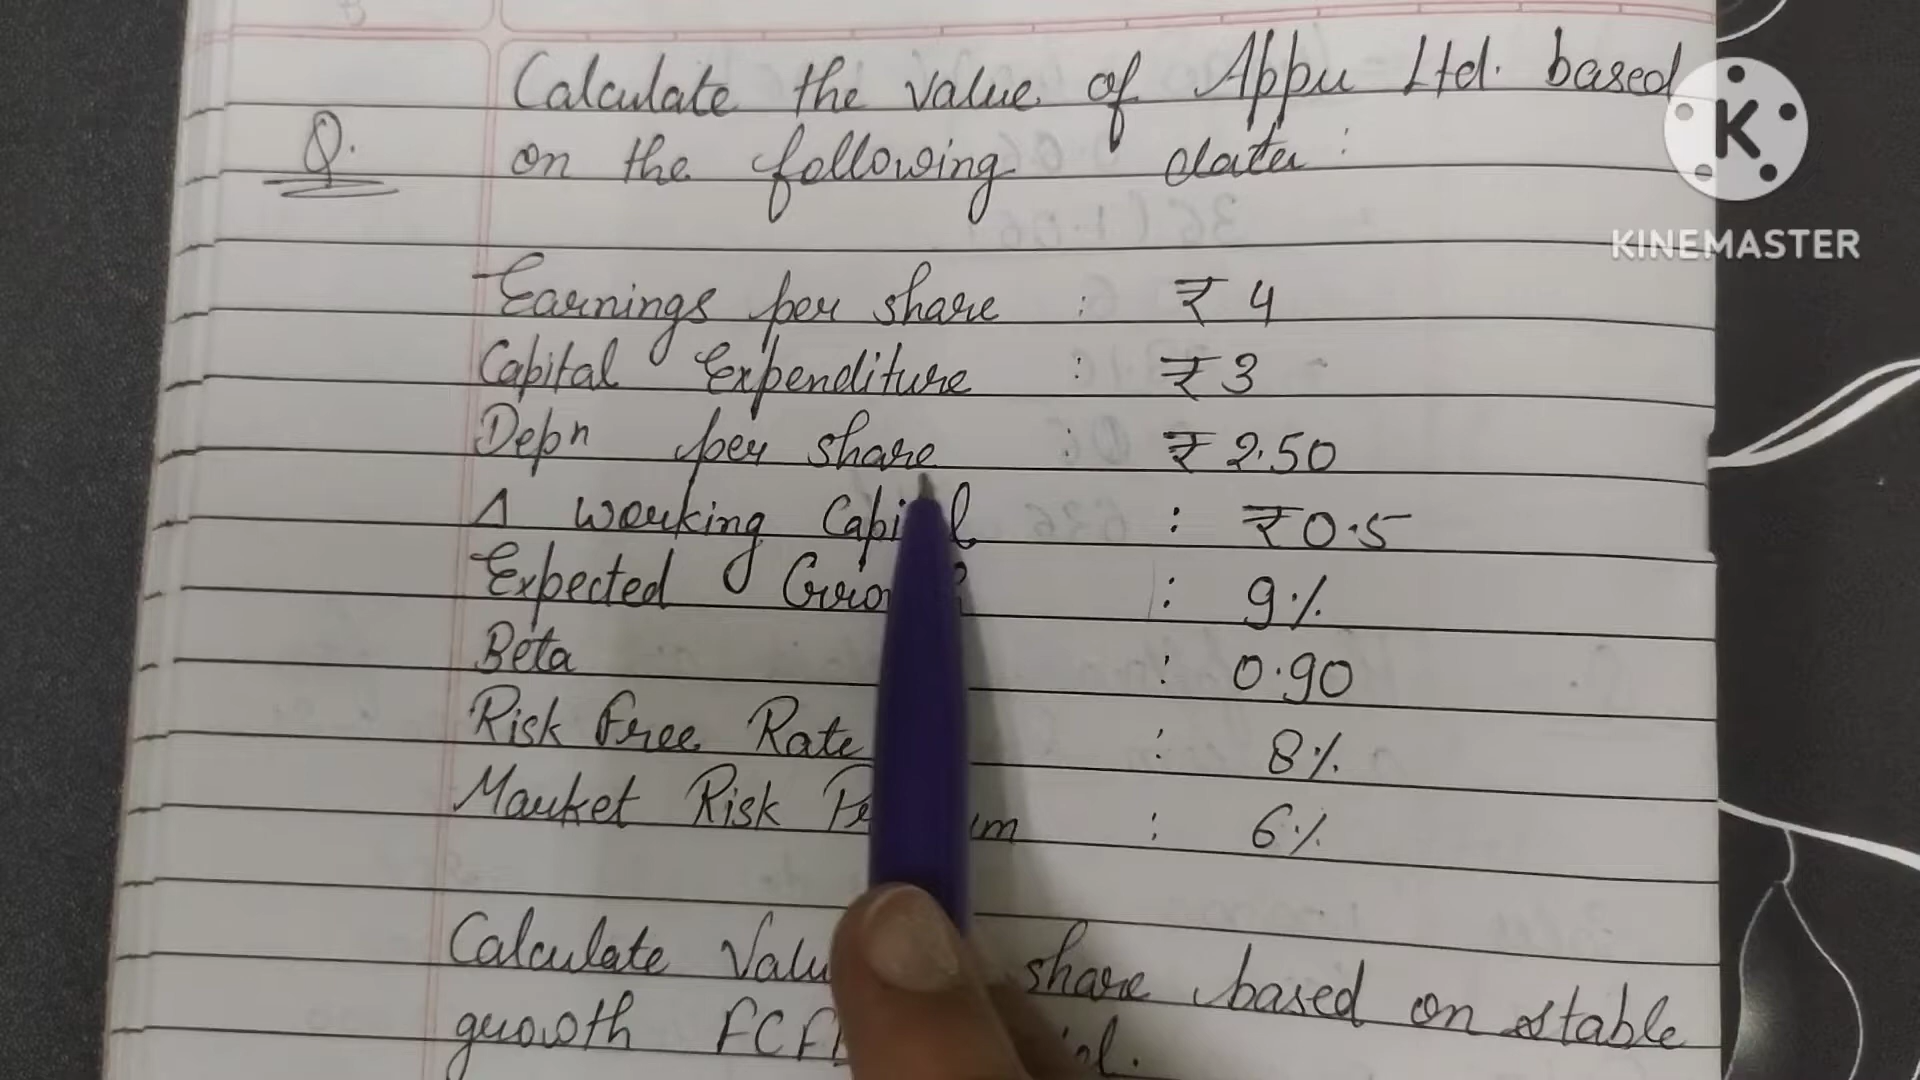 Calculate the value of Appu Ltd. based
Q. on the following data:
K
KINEMASTER
Earnings per share : ₹ 4
Capital Expenditure : ₹ 3
Depn per share : ₹ 2.50
Δ working : ₹0.5
Expected : 9%
Beta : 0.90
Risk Free Rate : 8%
Market Risk : 6%
Calculate share based on stable
growth